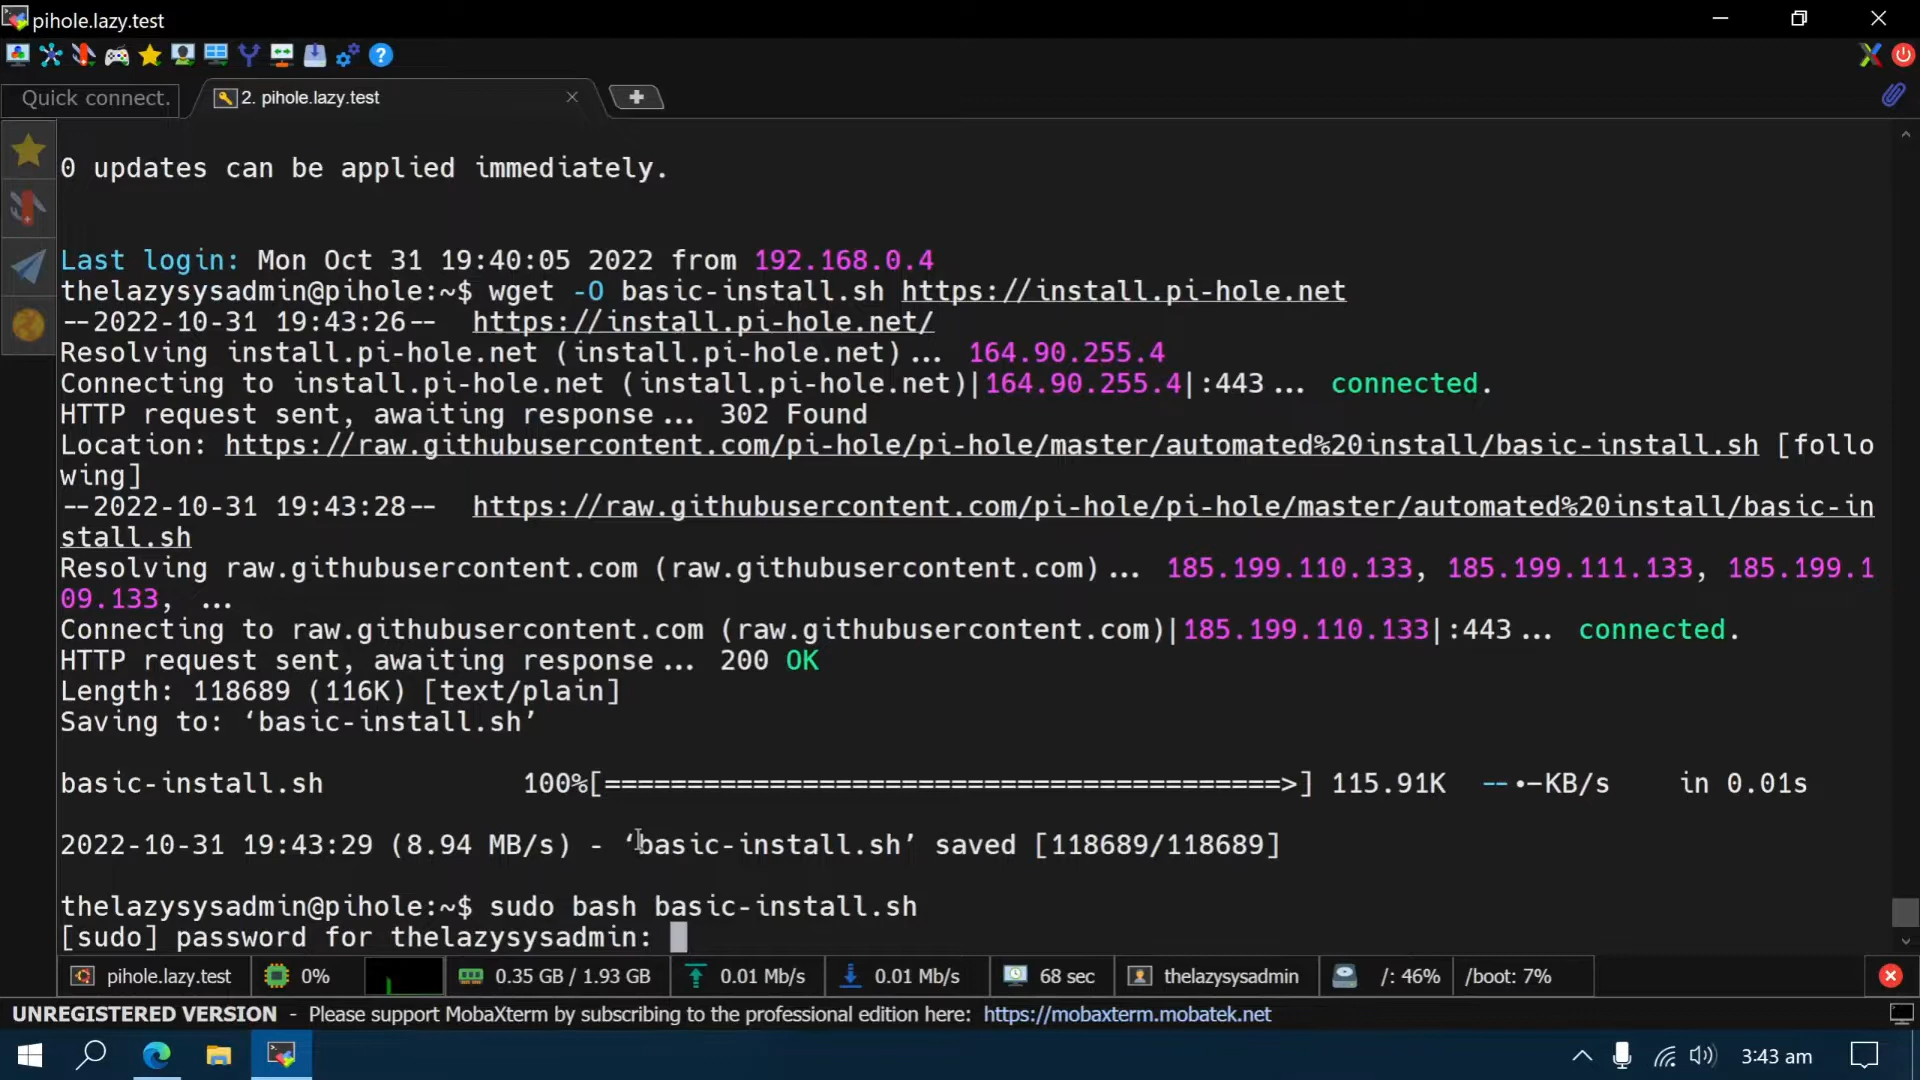 pihole.lazy.test
Quick connect.
2. pihole.lazy.test
0 updates can be applied immediately.
Last login: Mon Oct 31 19:40:05 2022 from 192.168.0.4
thelazysysadmin@pihole:~$ wget -O basic-install.sh https://install.pi-hole.net
--2022-10-31 19:43:26--  https://install.pi-hole.net/
Resolving install.pi-hole.net (install.pi-hole.net)... 164.90.255.4
Connecting to install.pi-hole.net (install.pi-hole.net)|164.90.255.4|:443... connected.
HTTP request sent, awaiting response... 302 Found
Location: https://raw.githubusercontent.com/pi-hole/pi-hole/master/automated%20install/basic-install.sh [follo
wing]
--2022-10-31 19:43:28--  https://raw.githubusercontent.com/pi-hole/pi-hole/master/automated%20install/basic-in
stall.sh
Resolving raw.githubusercontent.com (raw.githubusercontent.com)... 185.199.110.133, 185.199.111.133, 185.199.1
09.133, ...
Connecting to raw.githubusercontent.com (raw.githubusercontent.com)|185.199.110.133|:443... connected.
HTTP request sent, awaiting response... 200 OK
Length: 118689 (116K) [text/plain]
Saving to: ‘basic-install.sh’
basic-install.sh 100%[=========================================>] 115.91K --.-KB/s in 0.01s
2022-10-31 19:43:29 (8.94 MB/s) - ‘basic-install.sh’ saved [118689/118689]
thelazysysadmin@pihole:~$ sudo bash basic-install.sh
[sudo] password for thelazysysadmin:
pihole.lazy.test 0% 0.35 GB / 1.93 GB 0.01 Mb/s 0.01 Mb/s 68 sec thelazysysadmin /: 46% /boot: 7%
UNREGISTERED VERSION - Please support MobaXterm by subscribing to the professional edition here: https://mobaxterm.mobatek.net
3:43 am